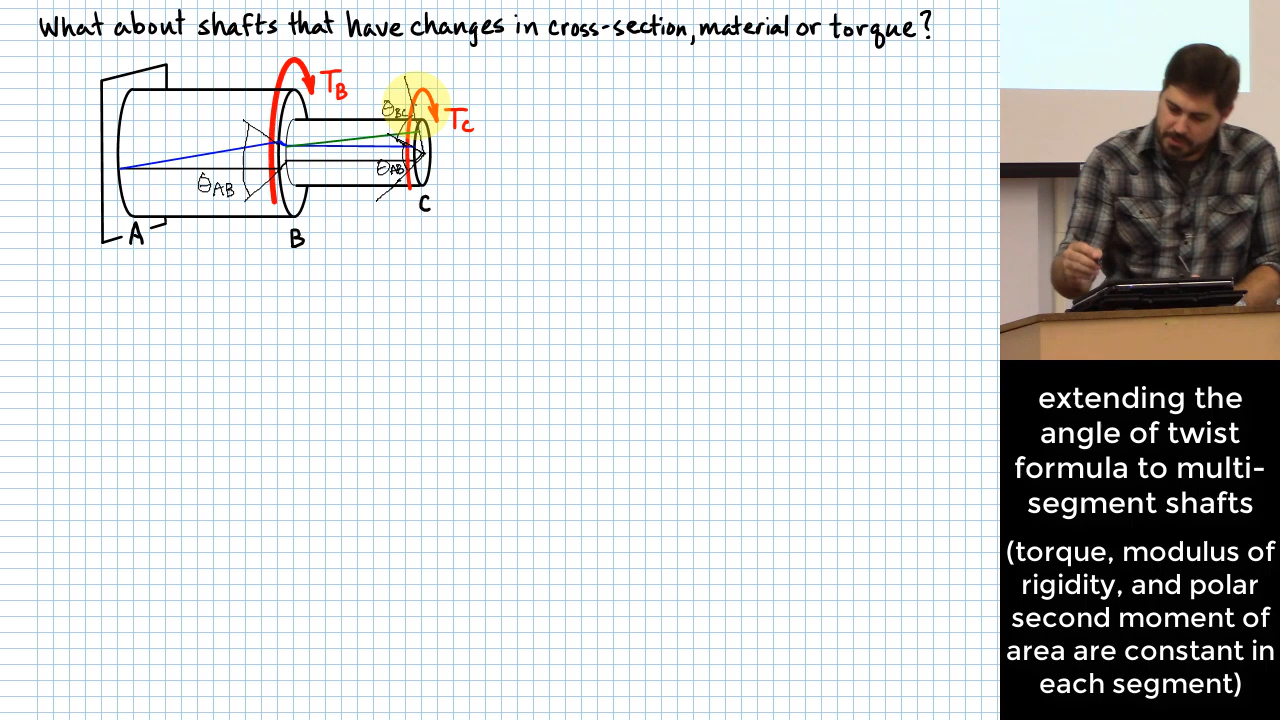 What about shafts that have changes in cross-section, material or torque?
TB
TC
θBC
θAB
θAB
C
A
B
extending the
angle of twist
formula to multi-
segment shafts
(torque, modulus of
rigidity, and polar
second moment of
area are constant in
each segment)